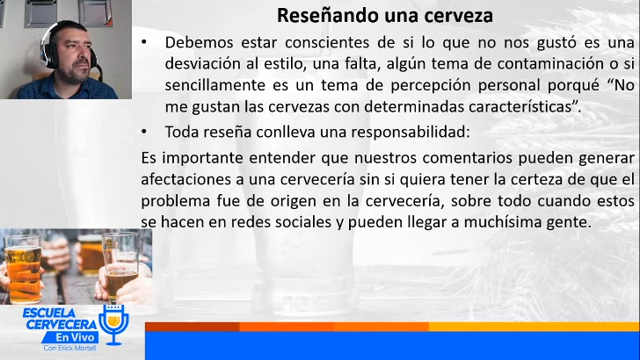 Reseñando una cerveza
• Debemos estar conscientes de si lo que no nos gustó es una
desviación al estilo, una falta, algún tema de contaminación o si
sencillamente es un tema de percepción personal porqué “No
me gustan las cervezas con determinadas características”.
• Toda reseña conlleva una responsabilidad:
Es importante entender que nuestros comentarios pueden generar
afectaciones a una cervecería sin si quiera tener la certeza de que el
problema fue de origen en la cervecería, sobre todo cuando estos
se hacen en redes sociales y pueden llegar a muchísima gente.
ESCUELA
CERVECERA
En Vivo
Con Erick Martell